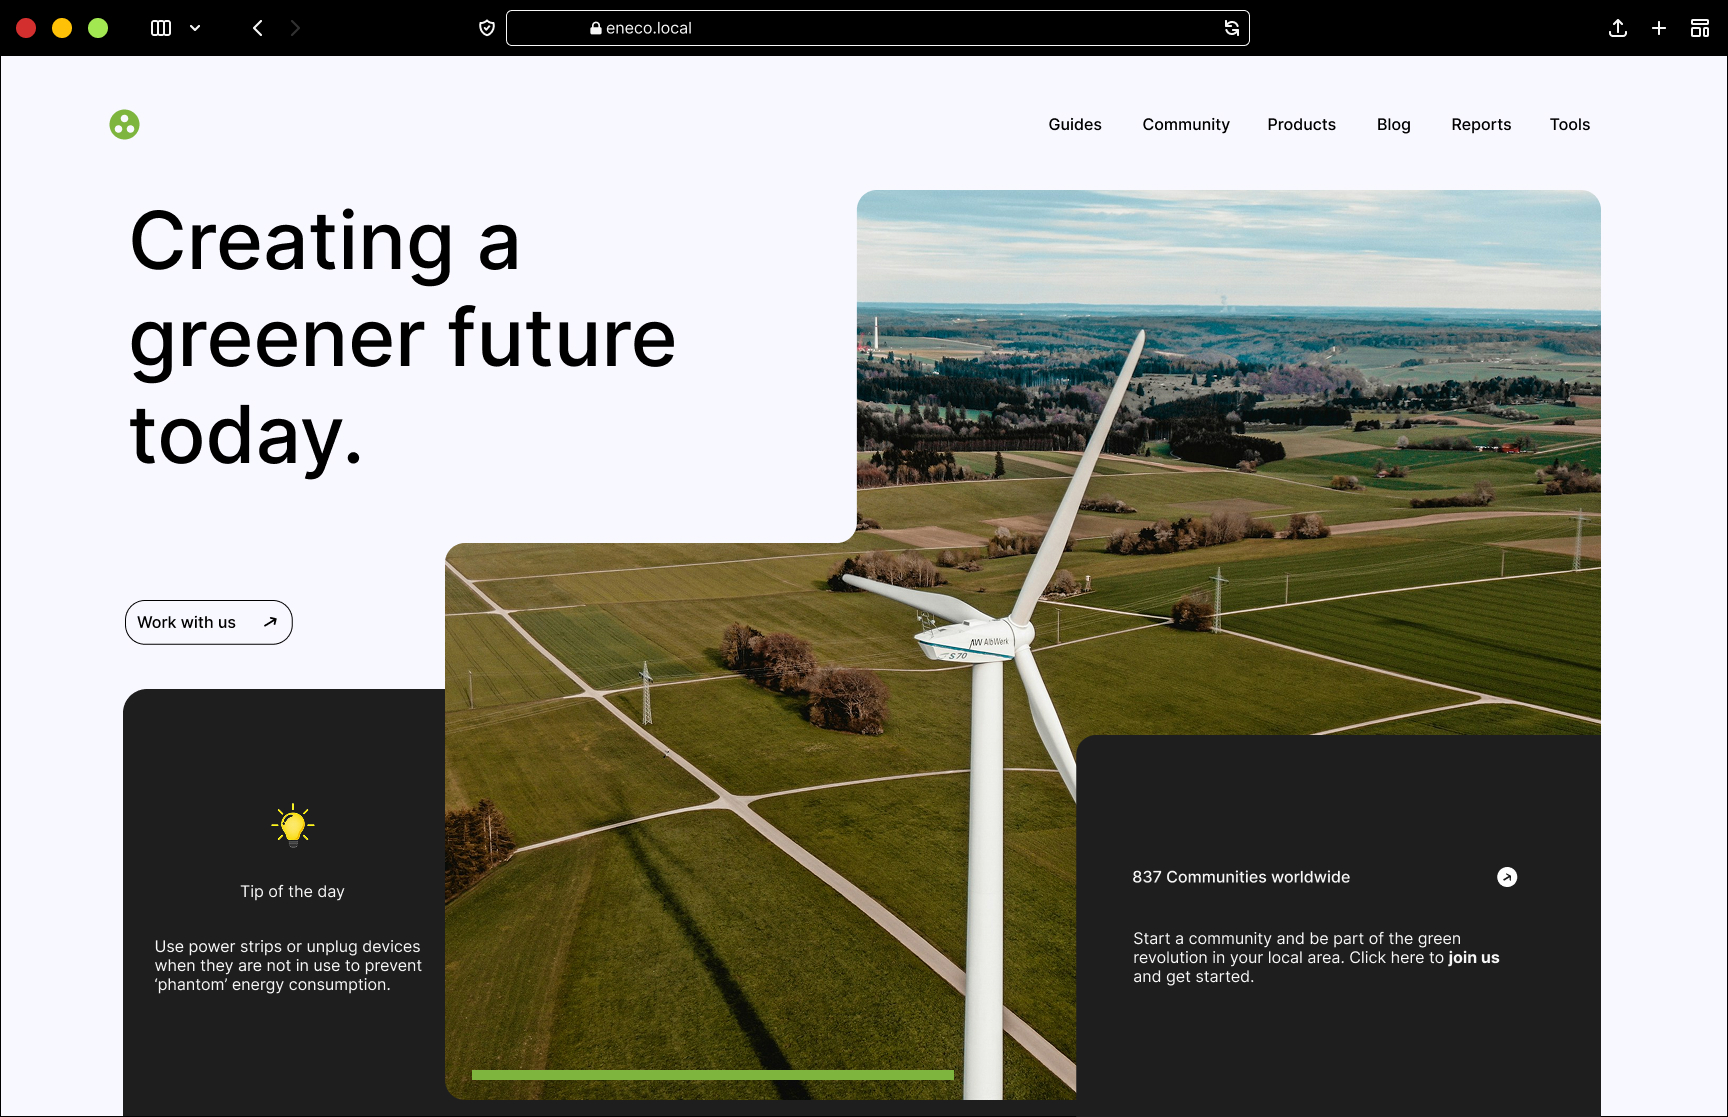 eneco.local
Guides Community Products Blog Reports Tools
Creating a
greener future
today.
Work with us
AW AlbWerk
S70
Tip of the day
Use power strips or unplug devices
when they are not in use to prevent
‘phantom’ energy consumption.
837 Communities worldwide
Start a community and be part of the green
revolution in your local area. Click here to join us
and get started.